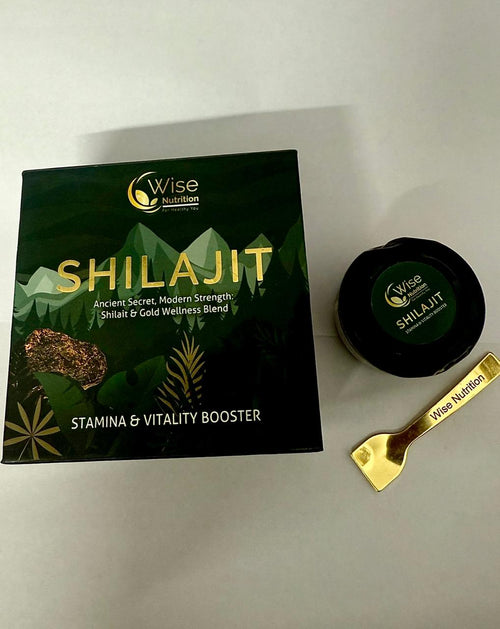 Wise
Nutrition
For Healthy You
SHILAJIT
Ancient Secret, Modern Strength:
Shilait & Gold Wellness Blend
STAMINA & VITALITY BOOSTER
Wise
Nutrition
SHILAJIT
STAMINA & VITALITY BOOSTER
Wise Nutrition